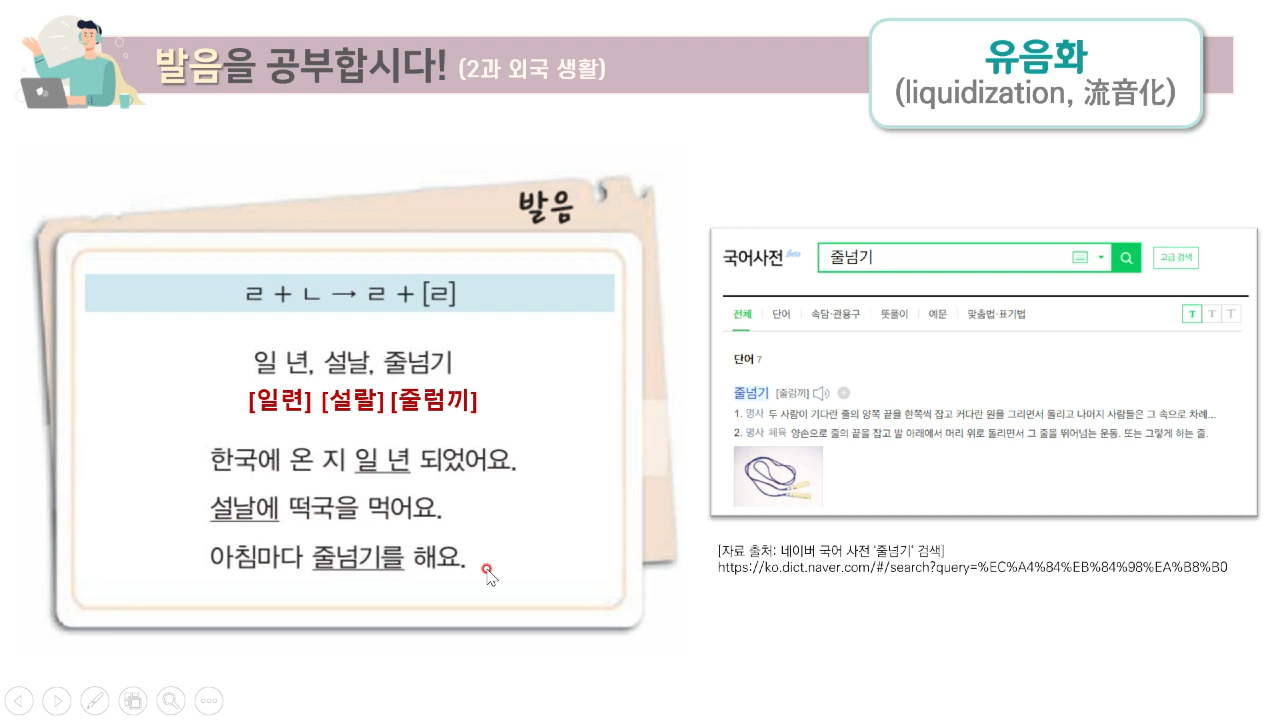 발음을 공부합시다! (2과 외국 생활)
유음화
(liquidization, 流音化)
발음
ㄹ + ㄴ → ㄹ + [ㄹ]
일 년, 설날, 줄넘기
[일련] [설랄] [줄럼끼]
한국에 온 지 일 년 되었어요.
설날에 떡국을 먹어요.
아침마다 줄넘기를 해요.
국어사전 Beta 줄넘기 고급 검색
전체 단어 속담·관용구 뜻풀이 예문 맞춤법·표기법 T T T
단어 7
줄넘기 [줄럼끼]
1. 명사 두 사람이 기다란 줄의 양쪽 끝을 한쪽씩 잡고 커다란 원을 그리면서 돌리고 나머지 사람들은 그 속으로 차례...
2. 명사 체육 양손으로 줄의 끝을 잡고 발 아래에서 머리 위로 돌리면서 그 줄을 뛰어넘는 운동. 또는 그렇게 하는 줄.
[자료 출처: 네이버 국어 사전 '줄넘기' 검색]
https://ko.dict.naver.com/#/search?query=%EC%A4%84%EB%84%98%EA%B8%B0